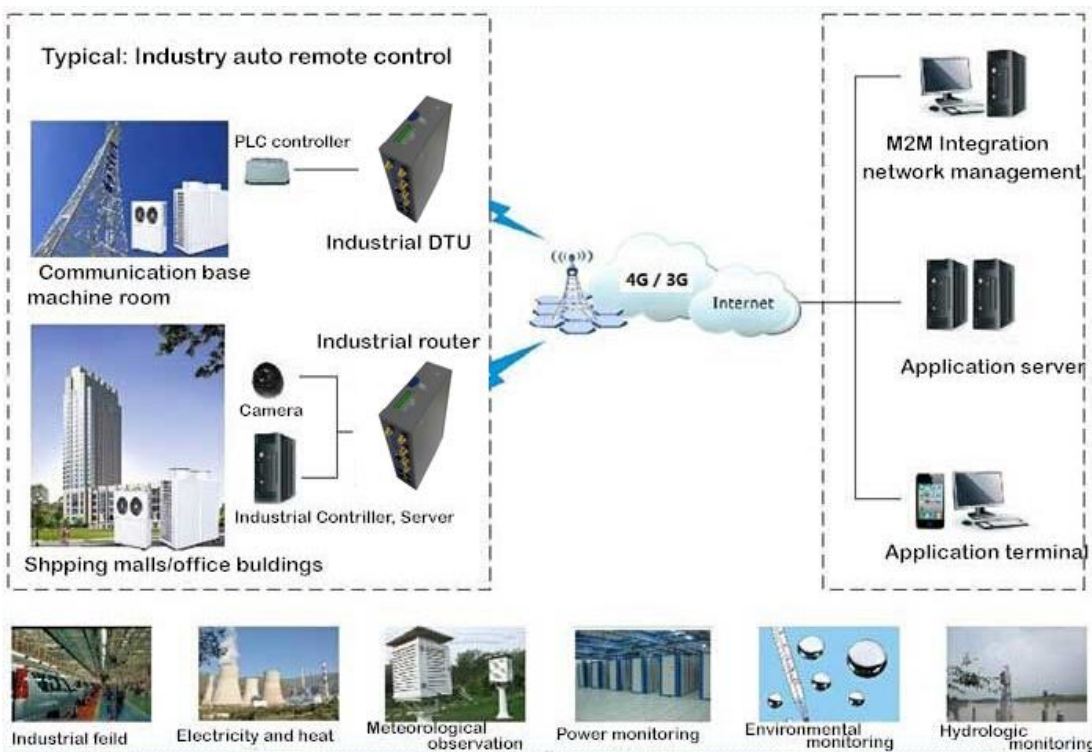 Typical: Industry auto remote control
PLC controller
Industrial DTU
Communication base
machine room
Industrial router
Camera
Industrial Contriller, Server
Shpping malls/office buldings
4G / 3G
Internet
M2M Integration
network management
Application server
Application terminal
Industrial feild
Electricity and heat
Meteorological
observation
Power monitoring
Environmental
monitoring
Hydrologic
monitoring